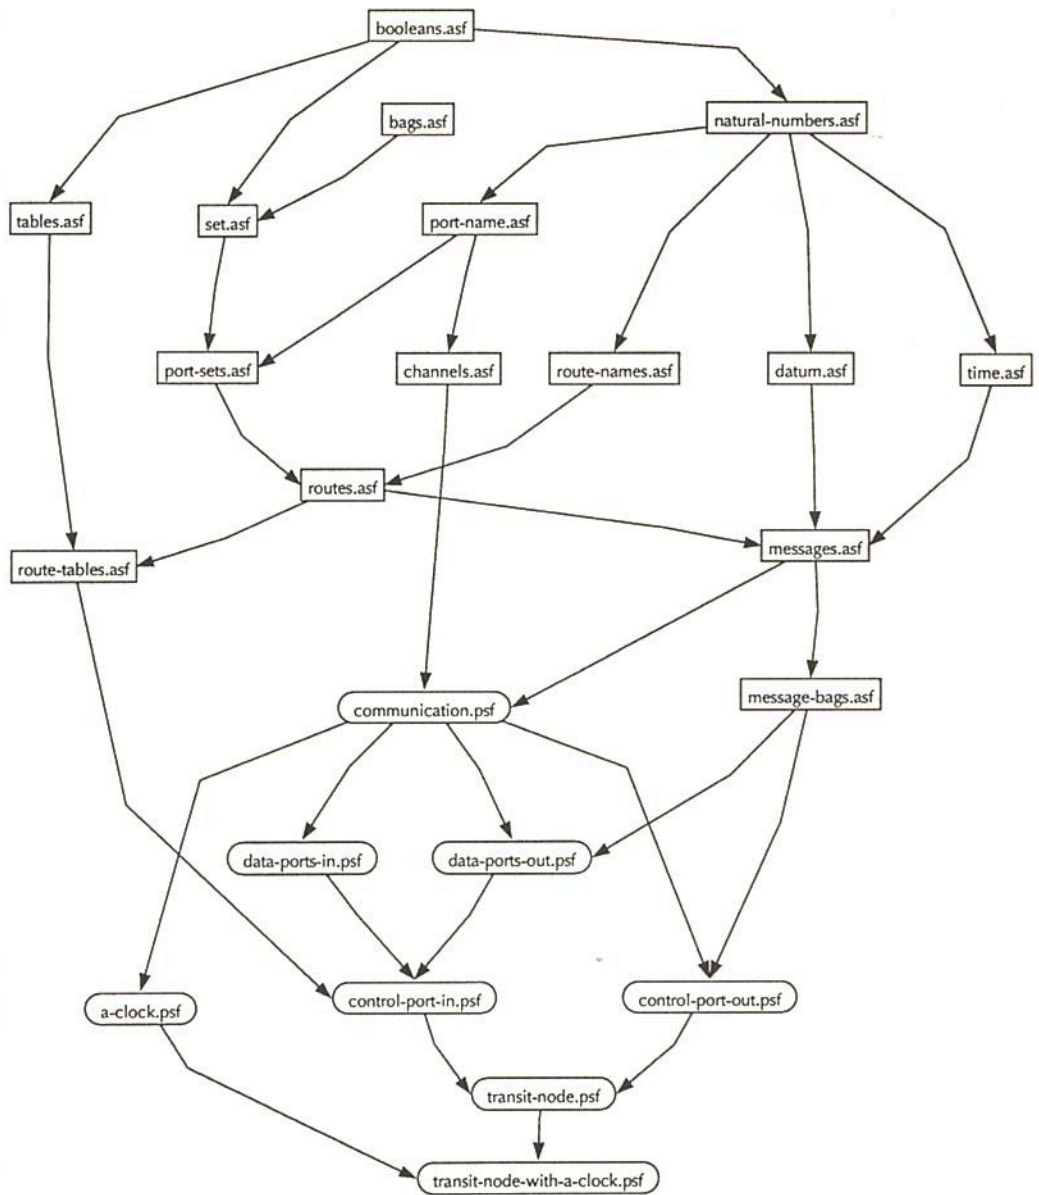 booleans.asf
bags.asf
natural-numbers.asf
tables.asf
set.asf
port-name.asf
port-sets.asf
channels.asf
route-names.asf
datum.asf
time.asf
routes.asf
messages.asf
route-tables.asf
message-bags.asf
communication.psf
data-ports-in.psf
data-ports-out.psf
a-clock.psf
control-port-in.psf
control-port-out.psf
transit-node.psf
transit-node-with-a-clock.psf